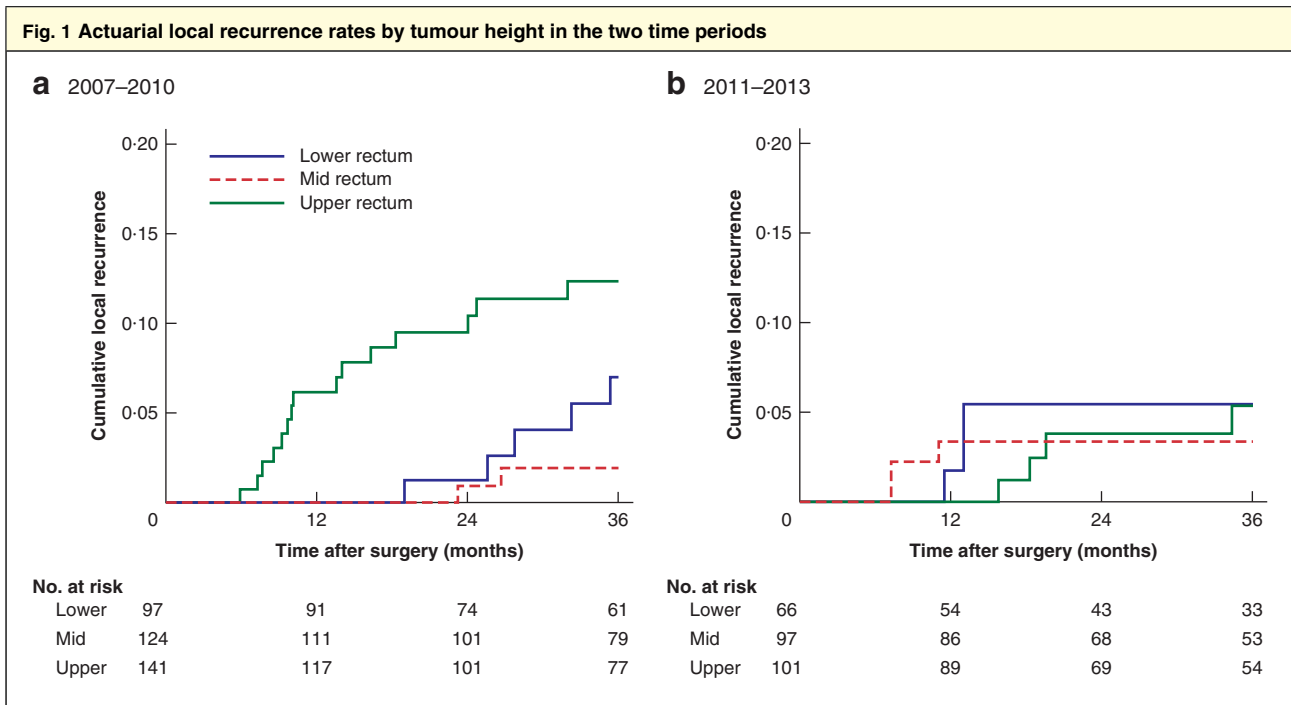 Fig. 1 Actuarial local recurrence rates by tumour height in the two time periods
a 2007–2010
0·20
0·15
0·10
0·05
0
12
24
36
Cumulative local recurrence
Lower rectum
Mid rectum
Upper rectum
Time after surgery (months)
No. at risk
Lower 97 91 74 61
Mid 124 111 101 79
Upper 141 117 101 77
b 2011–2013
0·20
0·15
0·10
0·05
0
12
24
36
Cumulative local recurrence
Time after surgery (months)
No. at risk
Lower 66 54 43 33
Mid 97 86 68 53
Upper 101 89 69 54